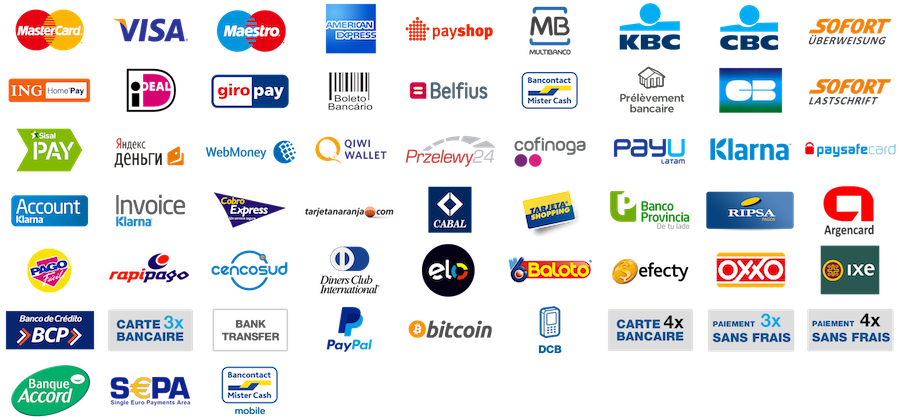 MasterCard
VISA
Maestro
AMERICAN
EXPRESS
payshop
MB
MULTIBANCO
KBC
CBC
SOFORT
ÜBERWEISUNG
ING Home'Pay
iDEAL
giropay
Boleto
Bancário
Belfius
Bancontact
Mister Cash
Prélèvement
bancaire
CB
SOFORT
LASTSCHRIFT
Sisal
PAY
Яндекс
деньги
WebMoney
QIWI
WALLET
Przelewy24
cofinoga
PayU
LATAM
Klarna
paysafecard
Account
Klarna
Invoice
Klarna
Cobro
Express
tarjetanaranja.com
CABAL
TARJETA
SHOPPING
Banco
Provincia
De tu lado
RIPSA
PAGOS
Argencard
PAGO
fácil
rapipago
cencosud
Diners Club
International®
elo
Baloto
efecty
OXXO
ixe
Banco de Crédito
BCP
CARTE 3x
BANCAIRE
BANK
TRANSFER
PayPal
bitcoin
DCB
CARTE 4x
BANCAIRE
PAIEMENT 3x
SANS FRAIS
PAIEMENT 4x
SANS FRAIS
Banque
Accord
S€PA
Single Euro Payments Area
Bancontact
Mister Cash
mobile